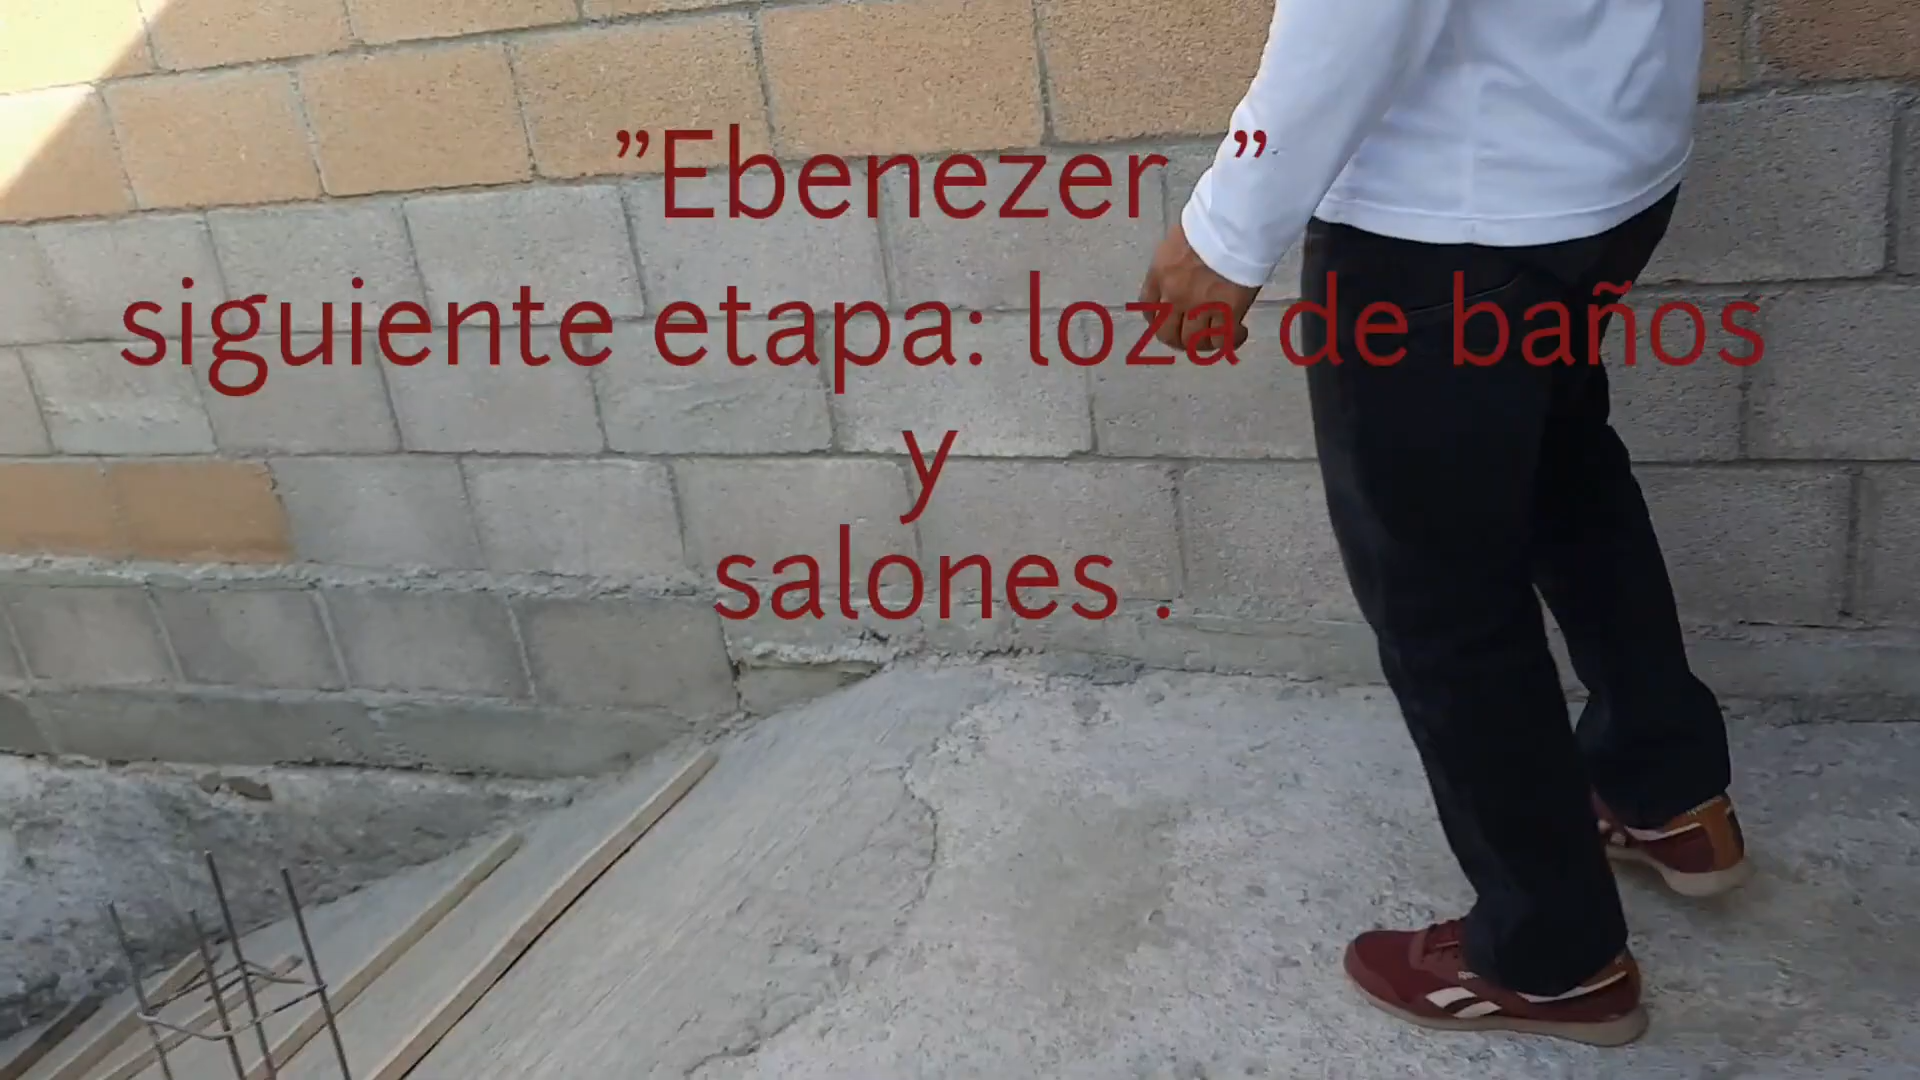 ”Ebenezer ”
siguiente etapa: loza de baños
y
salones .